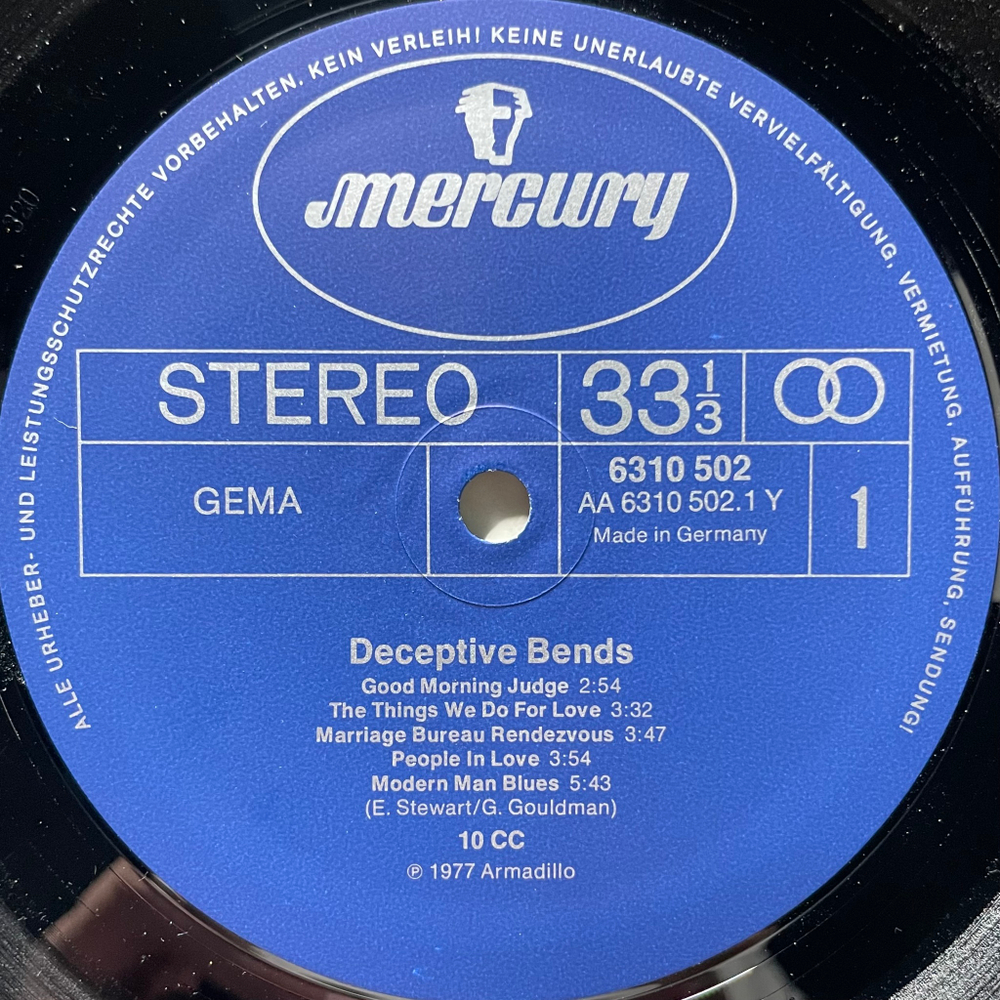 ALLE URHEBER- UND LEISTUNGSSCHUTZRECHTE VORBEHALTEN. KEIN VERLEIH! KEINE UNERLAUBTE VERVIELFÄLTIGUNG, VERMIETUNG, AUFFÜHRUNG, SENDUNG!
mercury
STEREO
33 1/3
GEMA
6310 502
AA 6310 502.1 Y
Made in Germany
1
Deceptive Bends
Good Morning Judge 2:54
The Things We Do For Love 3:32
Marriage Bureau Rendezvous 3:47
People In Love 3:54
Modern Man Blues 5:43
(E. Stewart/G. Gouldman)
10 CC
℗ 1977 Armadillo